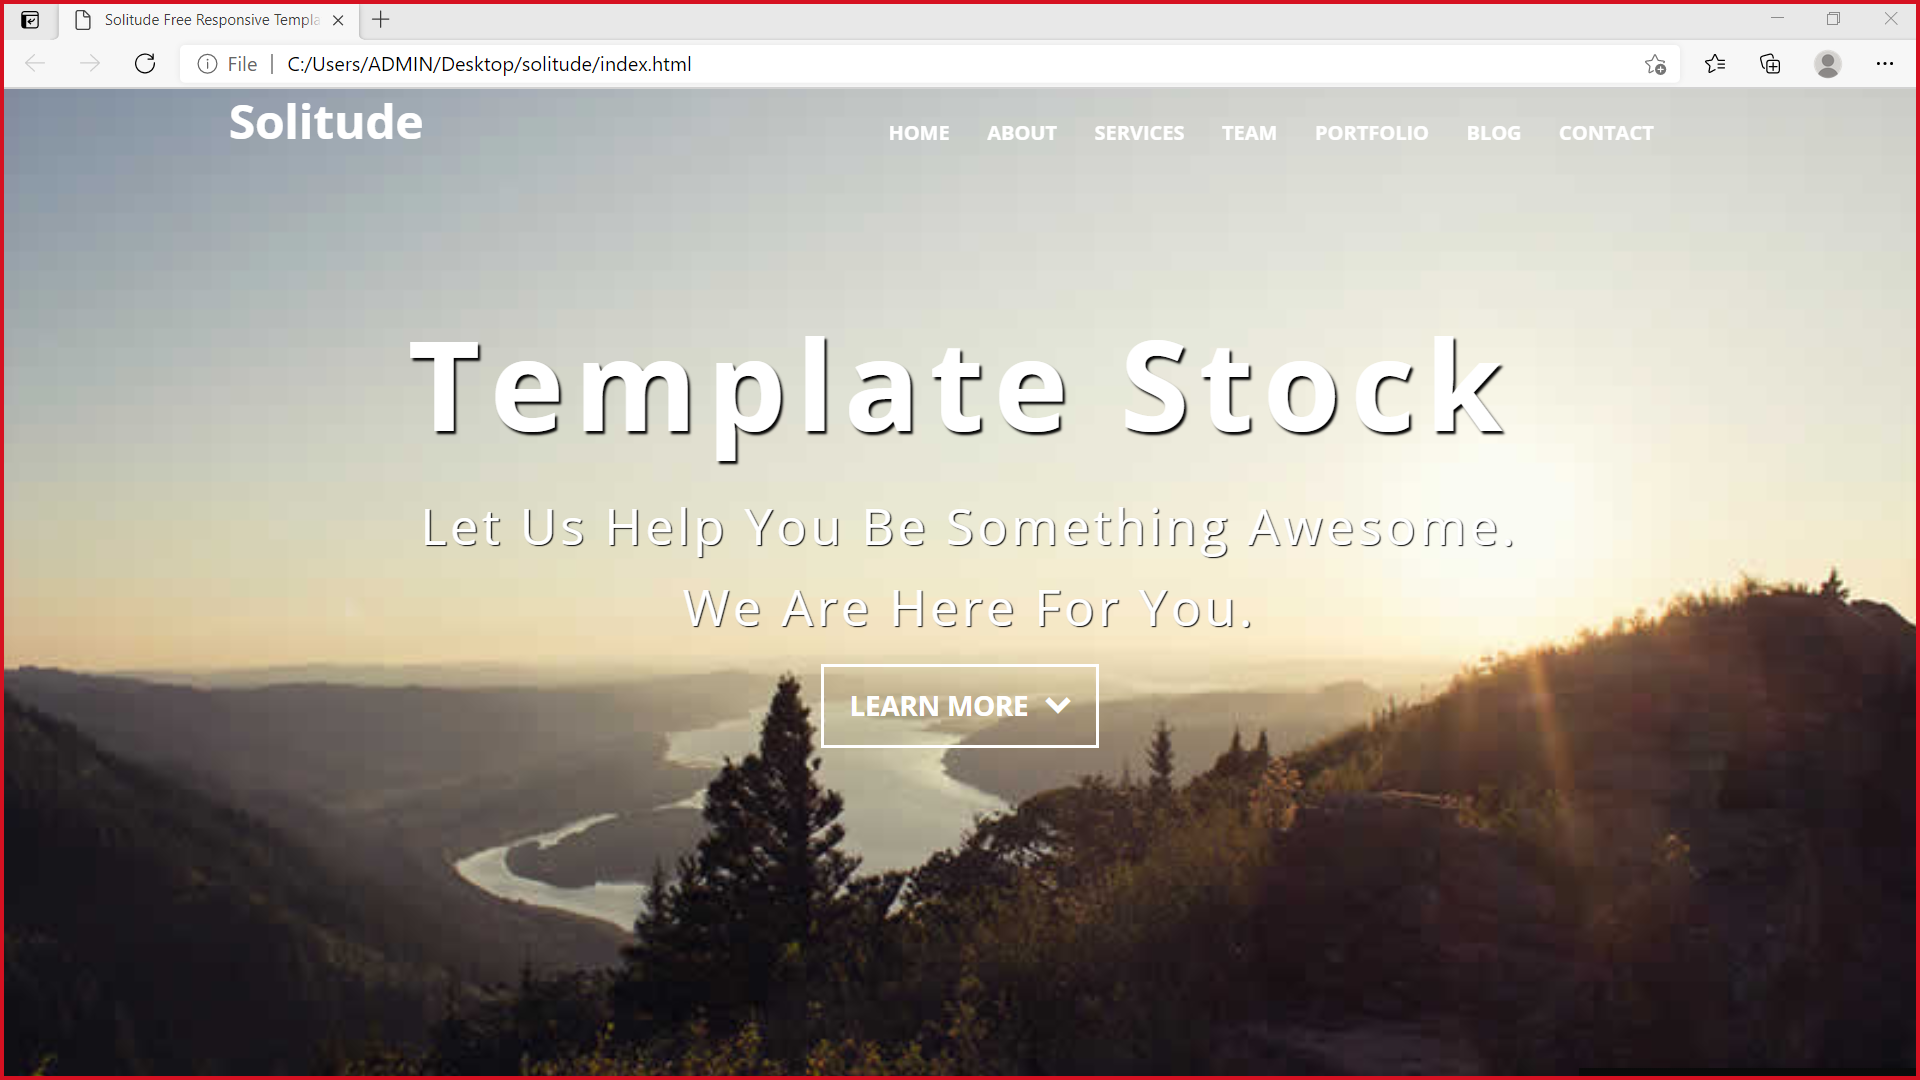 Solitude Free Responsive Templa
File | C:/Users/ADMIN/Desktop/solitude/index.html
Solitude
HOME ABOUT SERVICES TEAM PORTFOLIO BLOG CONTACT
Template Stock
Let Us Help You Be Something Awesome.
We Are Here For You.
LEARN MORE